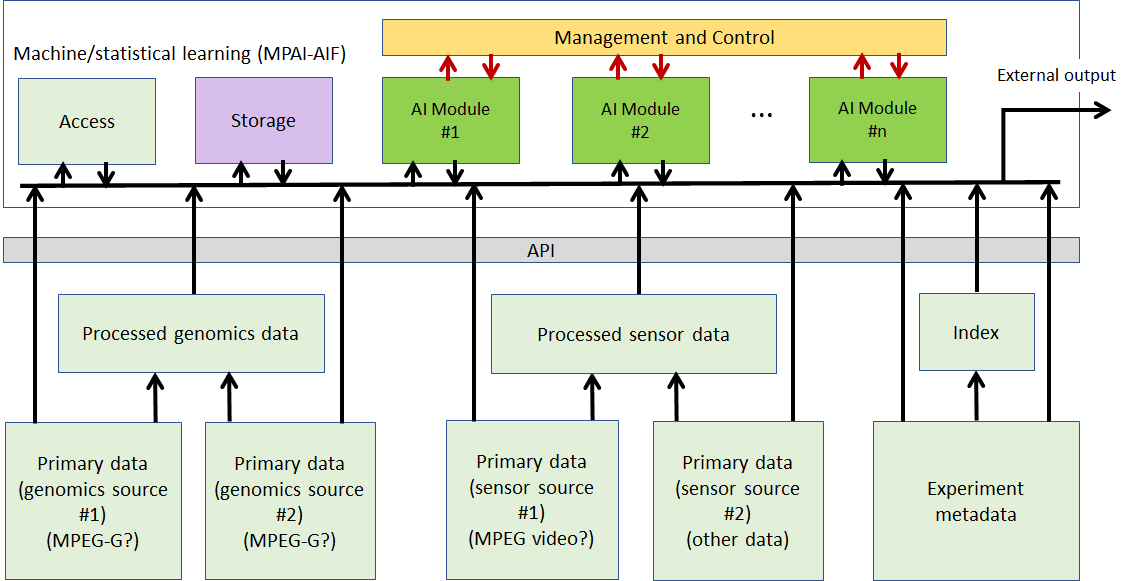 Management and Control
Machine/statistical learning (MPAI-AIF)
External output
Access
Storage
AI Module
#1
AI Module
#2
...
AI Module
#n
API
Processed genomics data
Processed sensor data
Index
Primary data
(genomics source
#1)
(MPEG-G?)
Primary data
(genomics source
#2)
(MPEG-G?)
Primary data
(sensor source
#1)
(MPEG video?)
Primary data
(sensor source
#2)
(other data)
Experiment
metadata